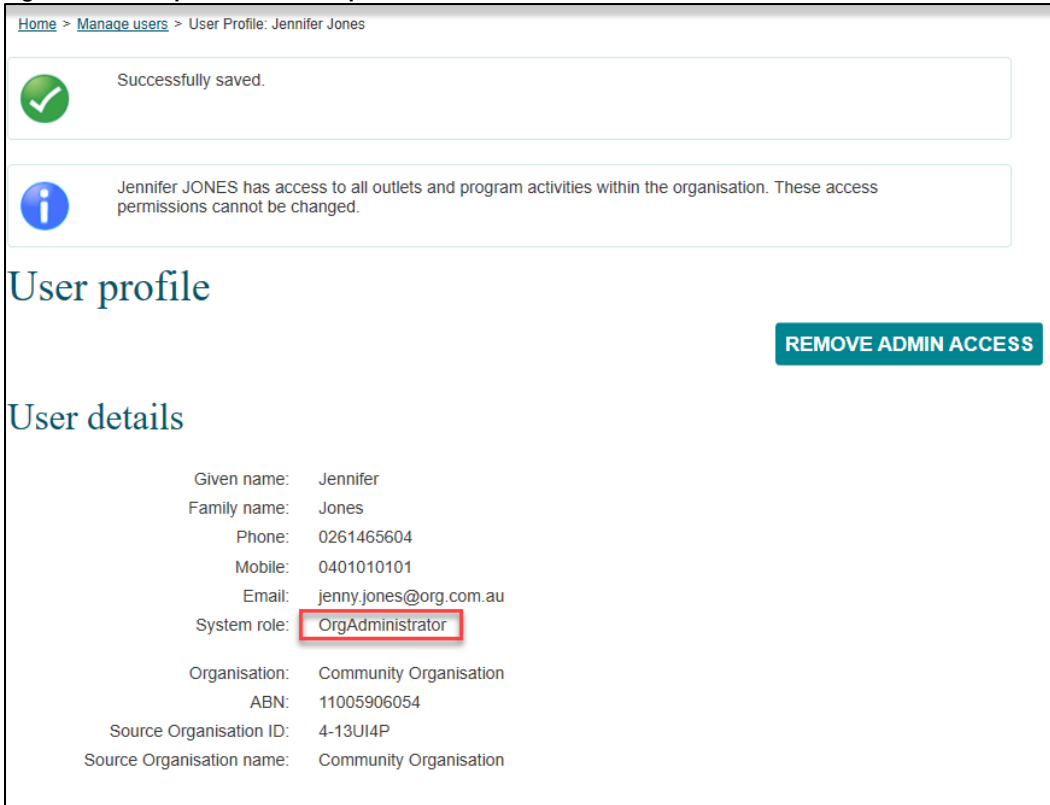 Home > Manage users > User Profile: Jennifer Jones
Successfully saved.
Jennifer JONES has access to all outlets and program activities within the organisation. These access
permissions cannot be changed.
User profile
REMOVE ADMIN ACCESS
User details
Given name: Jennifer
Family name: Jones
Phone: 0261465604
Mobile: 0401010101
Email: jenny.jones@org.com.au
System role: OrgAdministrator
Organisation: Community Organisation
ABN: 11005906054
Source Organisation ID: 4-13UI4P
Source Organisation name: Community Organisation